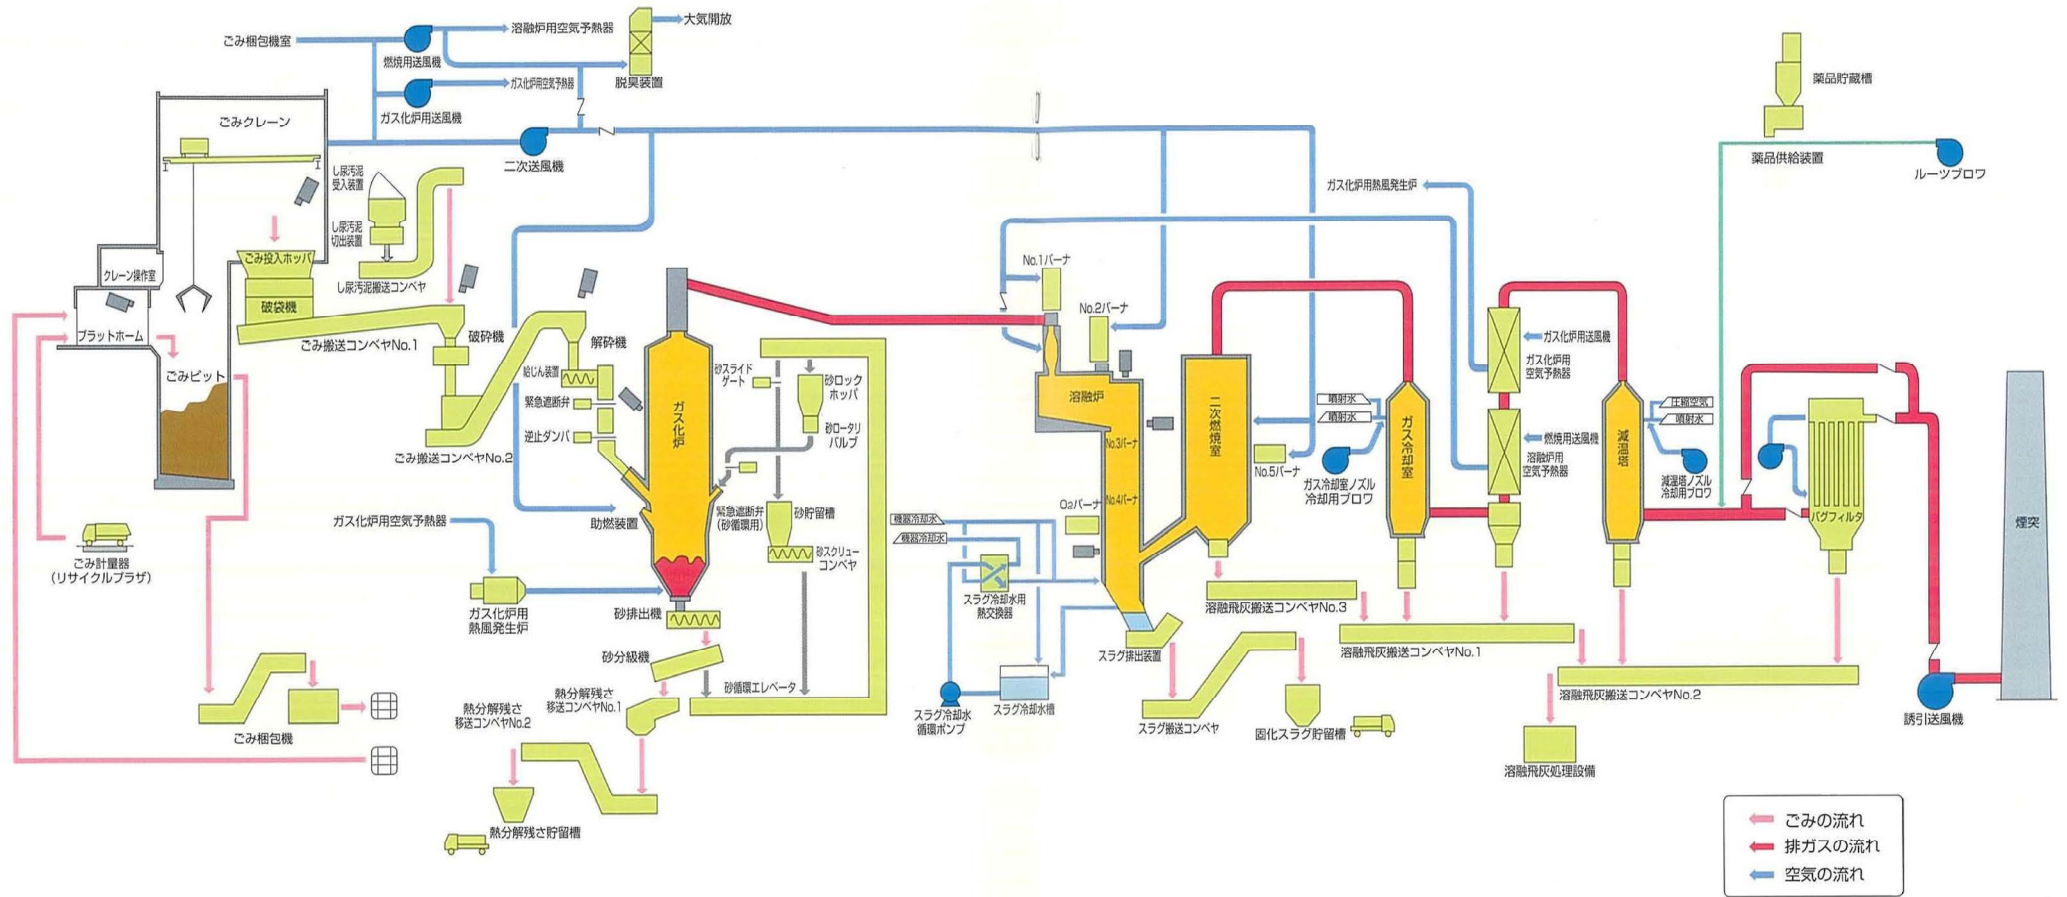 ごみ梱包機室
燃焼用送風機
溶融炉用空気予熱器
大気開放
脱臭装置
ガス化炉用空気予熱器
ガス化炉用送風機
ごみクレーン
二次送風機
し尿汚泥
受入装置
し尿汚泥
切出装置
し尿汚泥搬送コンベヤ
クレーン操作室
ごみ投入ホッパ
破袋機
プラットホーム
ごみ搬送コンベヤNo.1
ごみピット
破砕機
解砕機
給じん装置
緊急遮断弁
逆止ダンパ
ごみ搬送コンベヤNo.2
ごみ計量器
(リサイクルプラザ)
ごみ梱包機
ガス化炉用空気予熱器
助燃装置
ガス化炉用
熱風発生炉
ガス化炉
砂スライド
ゲート
砂ロック
ホッパ
砂ロータリ
バルブ
緊急遮断弁
(砂循環用)
砂貯留槽
砂スクリュー
コンベヤ
砂排出機
砂分級機
砂循環エレベータ
熱分解残さ
移送コンベヤNo.1
熱分解残さ
移送コンベヤNo.2
熱分解残さ貯留槽
No.1バーナ
No.2バーナ
溶融炉
No.3バーナ
No.4バーナ
O₂バーナ
機器冷却水
機器冷却水
スラグ冷却水用
熱交換器
スラグ冷却水
循環ポンプ
スラグ冷却水槽
スラグ排出装置
スラグ搬送コンベヤ
固化スラグ貯留槽
二次燃焼室
No.5バーナ
噴射水
噴射水
ガス冷却室ノズル
冷却用ブロワ
ガス冷却室
ガス化炉用熱風発生炉
ガス化炉用送風機
ガス化炉用
空気予熱器
燃焼用送風機
溶融炉用
空気予熱器
減温塔
圧縮空気
噴射水
減温塔ノズル
冷却用ブロワ
薬品貯蔵槽
薬品供給装置
ルーツブロワ
バグフィルタ
煙突
誘引送風機
溶融飛灰搬送コンベヤNo.3
溶融飛灰搬送コンベヤNo.1
溶融飛灰搬送コンベヤNo.2
溶融飛灰処理設備
ごみの流れ
排ガスの流れ
空気の流れ